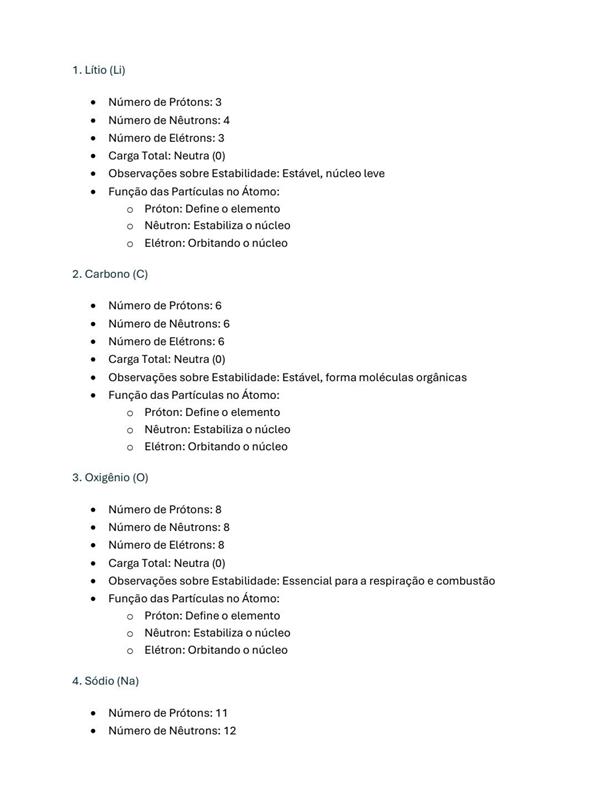 1. Lítio (Li)
• Número de Prótons: 3
• Número de Nêutrons: 4
• Número de Elétrons: 3
• Carga Total: Neutra (0)
• Observações sobre Estabilidade: Estável, núcleo leve
• Função das Partículas no Átomo:
o Próton: Define o elemento
o Nêutron: Estabiliza o núcleo
o Elétron: Orbitando o núcleo
2. Carbono (C)
• Número de Prótons: 6
• Número de Nêutrons: 6
• Número de Elétrons: 6
• Carga Total: Neutra (0)
• Observações sobre Estabilidade: Estável, forma moléculas orgânicas
• Função das Partículas no Átomo:
o Próton: Define o elemento
o Nêutron: Estabiliza o núcleo
o Elétron: Orbitando o núcleo
3. Oxigênio (O)
• Número de Prótons: 8
• Número de Nêutrons: 8
• Número de Elétrons: 8
• Carga Total: Neutra (0)
• Observações sobre Estabilidade: Essencial para a respiração e combustão
• Função das Partículas no Átomo:
o Próton: Define o elemento
o Nêutron: Estabiliza o núcleo
o Elétron: Orbitando o núcleo
4. Sódio (Na)
• Número de Prótons: 11
• Número de Nêutrons: 12